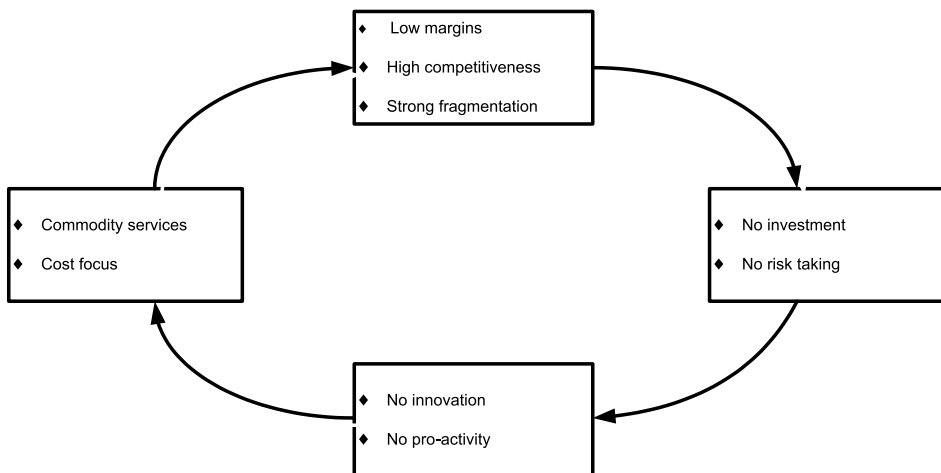 ♦ Low margins
♦ High competitiveness
♦ Strong fragmentation
♦ Commodity services
♦ Cost focus
♦ No investment
♦ No risk taking
♦ No innovation
♦ No pro-activity